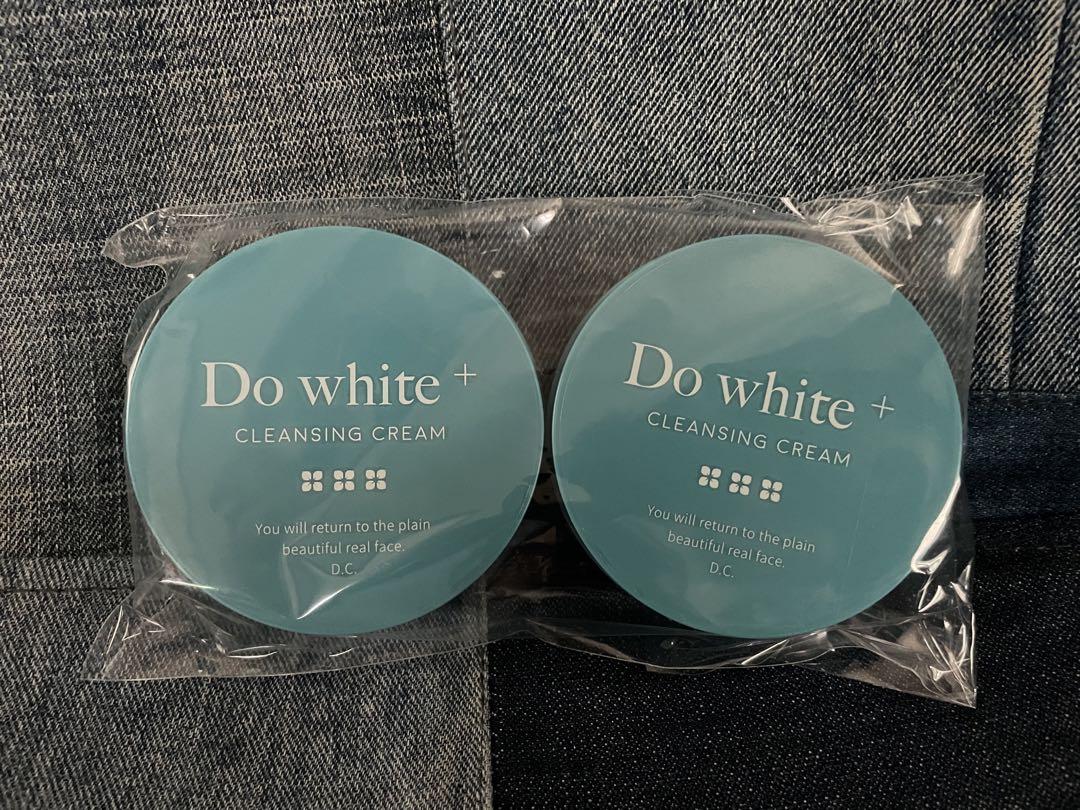 Do white +
CLEANSING CREAM
You will return to the plain
beautiful real face.
D.C.
Do white +
CLEANSING CREAM
You will return to the plain
beautiful real face.
D.C.